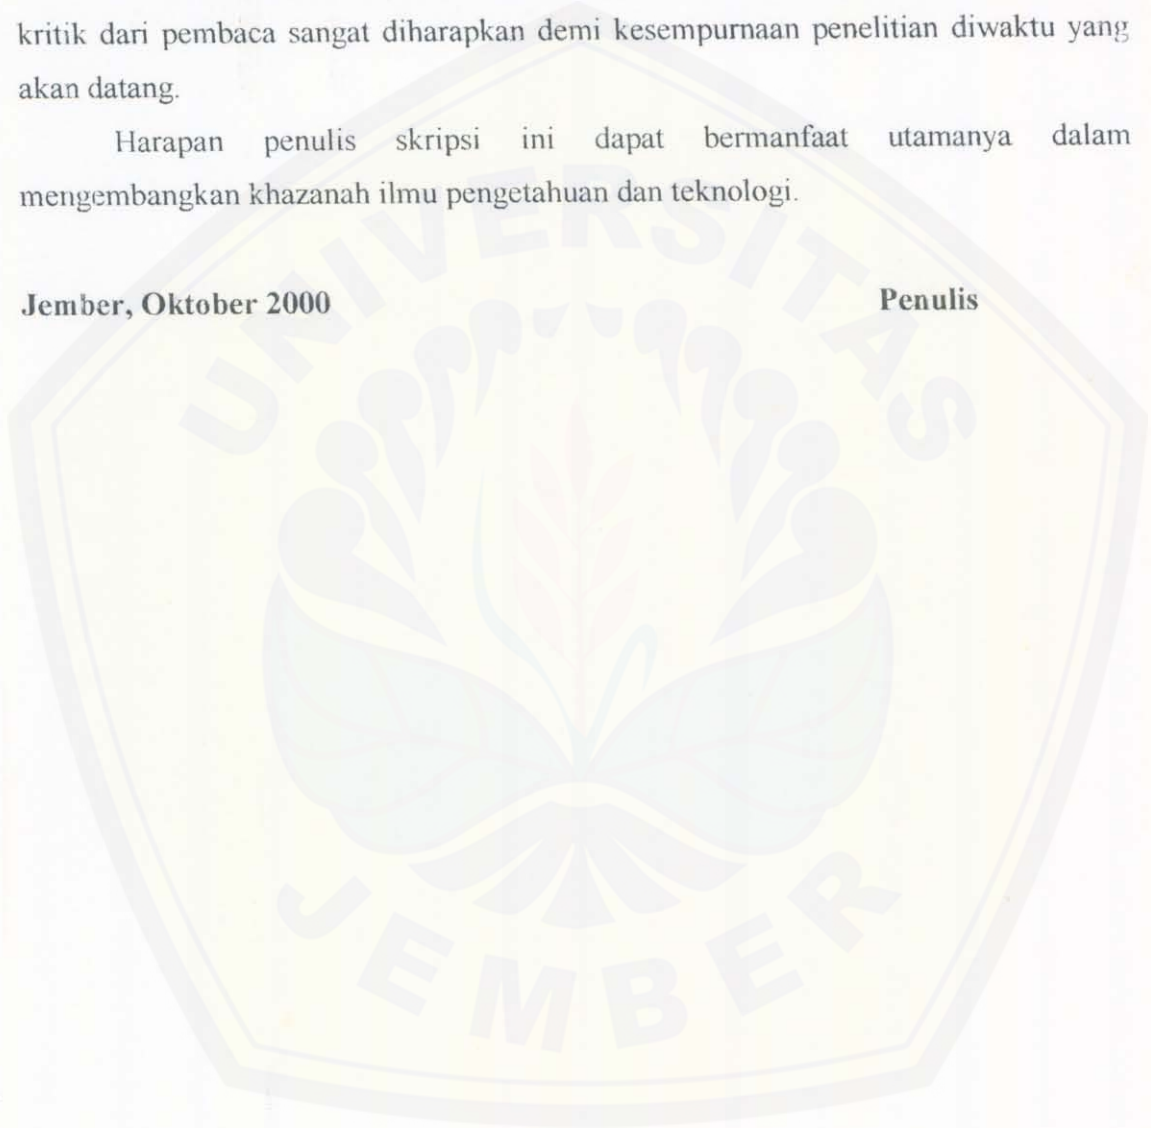 kritik dari pembaca sangat diharapkan demi kesempurnaan penelitian diwaktu yang
akan datang.
Harapan penulis skripsi ini dapat bermanfaat utamanya dalam
mengembangkan khazanah ilmu pengetahuan dan teknologi.
Jember, Oktober 2000 Penulis
UNIVERSITAS
JEMBER